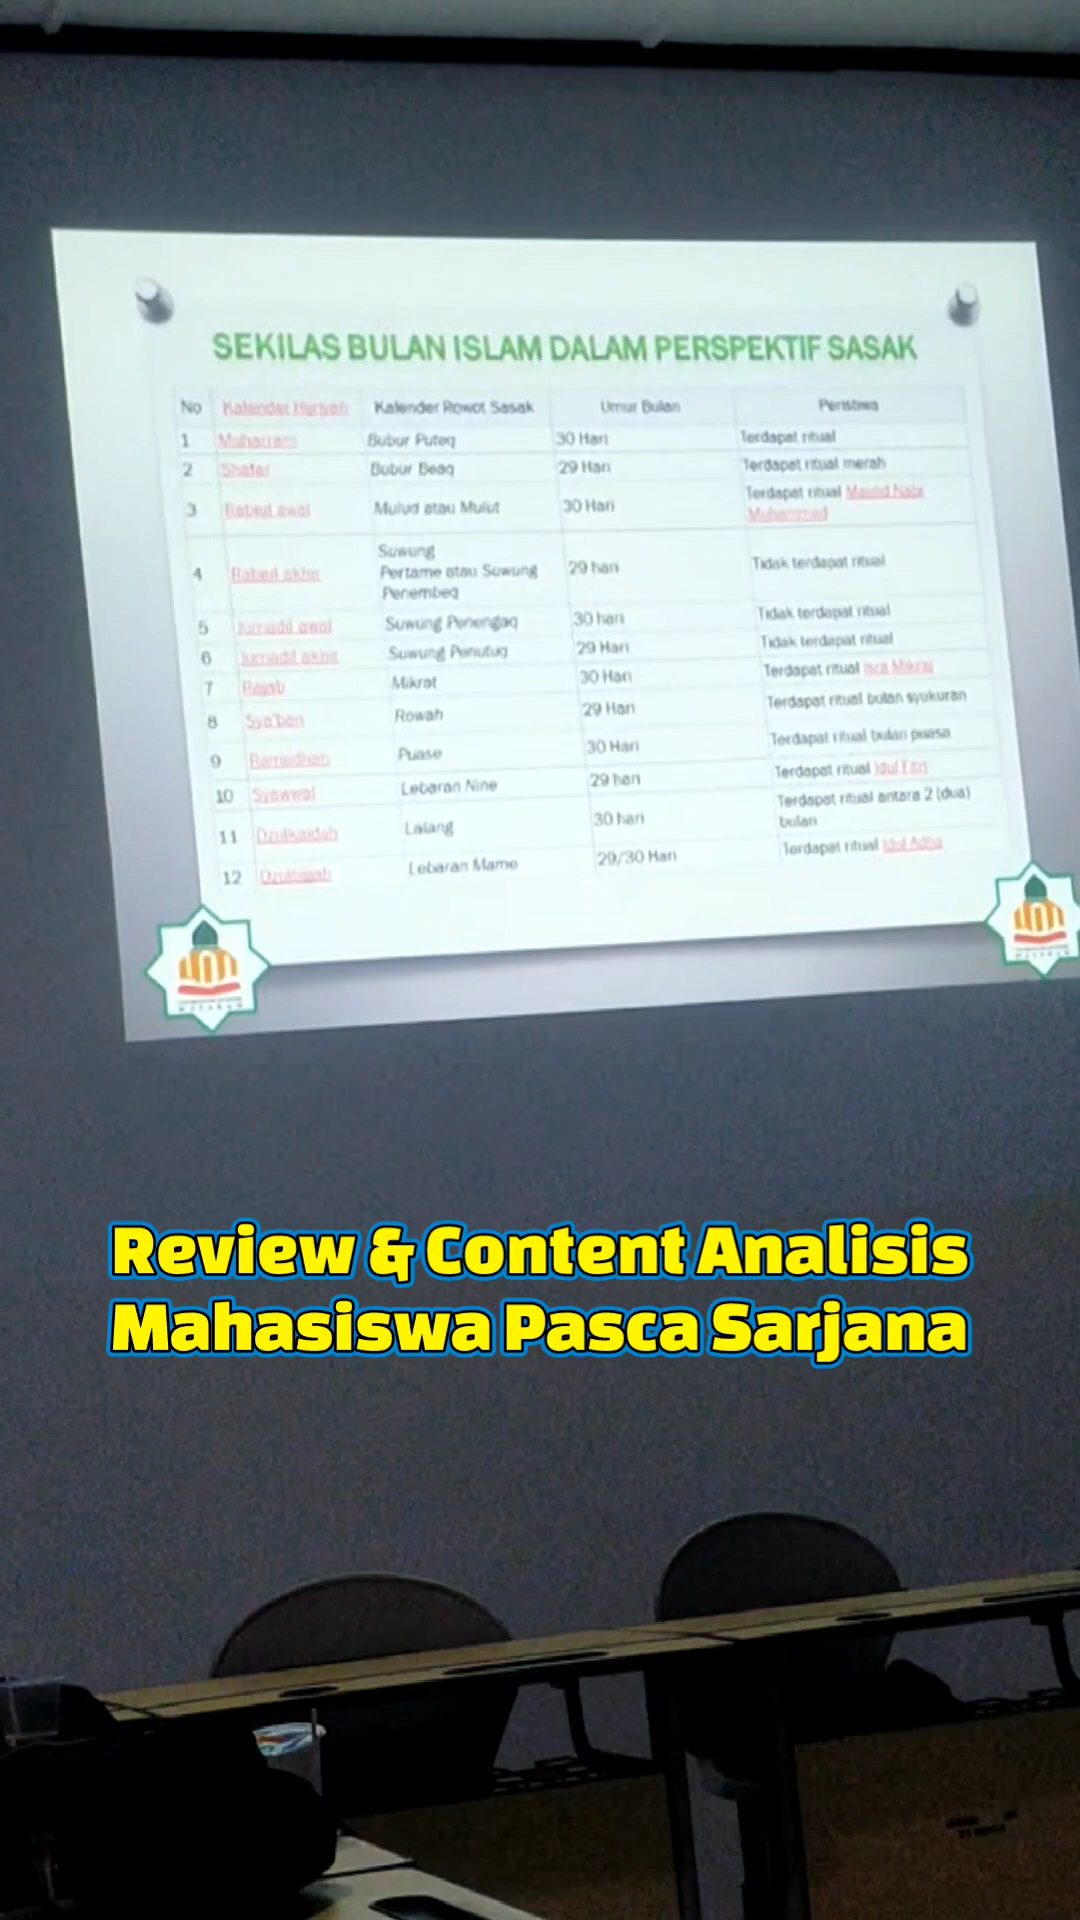 SEKILAS BULAN ISLAM DALAM PERSPEKTIF SASAK
No Kalender Hijriyah Kalender Rowot Sasak Umur Bulan Peristiwa
1 Muharram Bubur Puteq 30 Hari Terdapat ritual
2 Shafar Bubur Beaq 29 Hari Terdapat ritual merah
3 Rabiul awal Mulud atau Mulut 30 Hari Terdapat ritual Maulid Nabi
Muhammad
4 Rabiul akhir Suwung
Pertame atau Suwung
Penembeq 29 hari Tidak terdapat ritual
5 Jumadil awal Suwung Penengaq 30 hari Tidak terdapat ritual
6 Jumadil akhir Suwung Penutuq 29 Hari Tidak terdapat ritual
7 Rajab Mikrat 30 Hari Terdapat ritual Isra Mikraj
8 Sya'ban Rowah 29 Hari Terdapat ritual bulan syukuran
9 Ramadhan Puase 30 Hari Terdapat ritual bulan puasa
10 Syawwal Lebaran Nine 29 hari Terdapat ritual Idul Fitri
11 Dzulkaidah Lalang 30 hari Terdapat ritual antara 2 (dua)
bulan
12 Dzulhijjah Lebaran Mame 29/30 Hari Terdapat ritual Idul Adha
Review & Content Analisis
Mahasiswa Pasca Sarjana